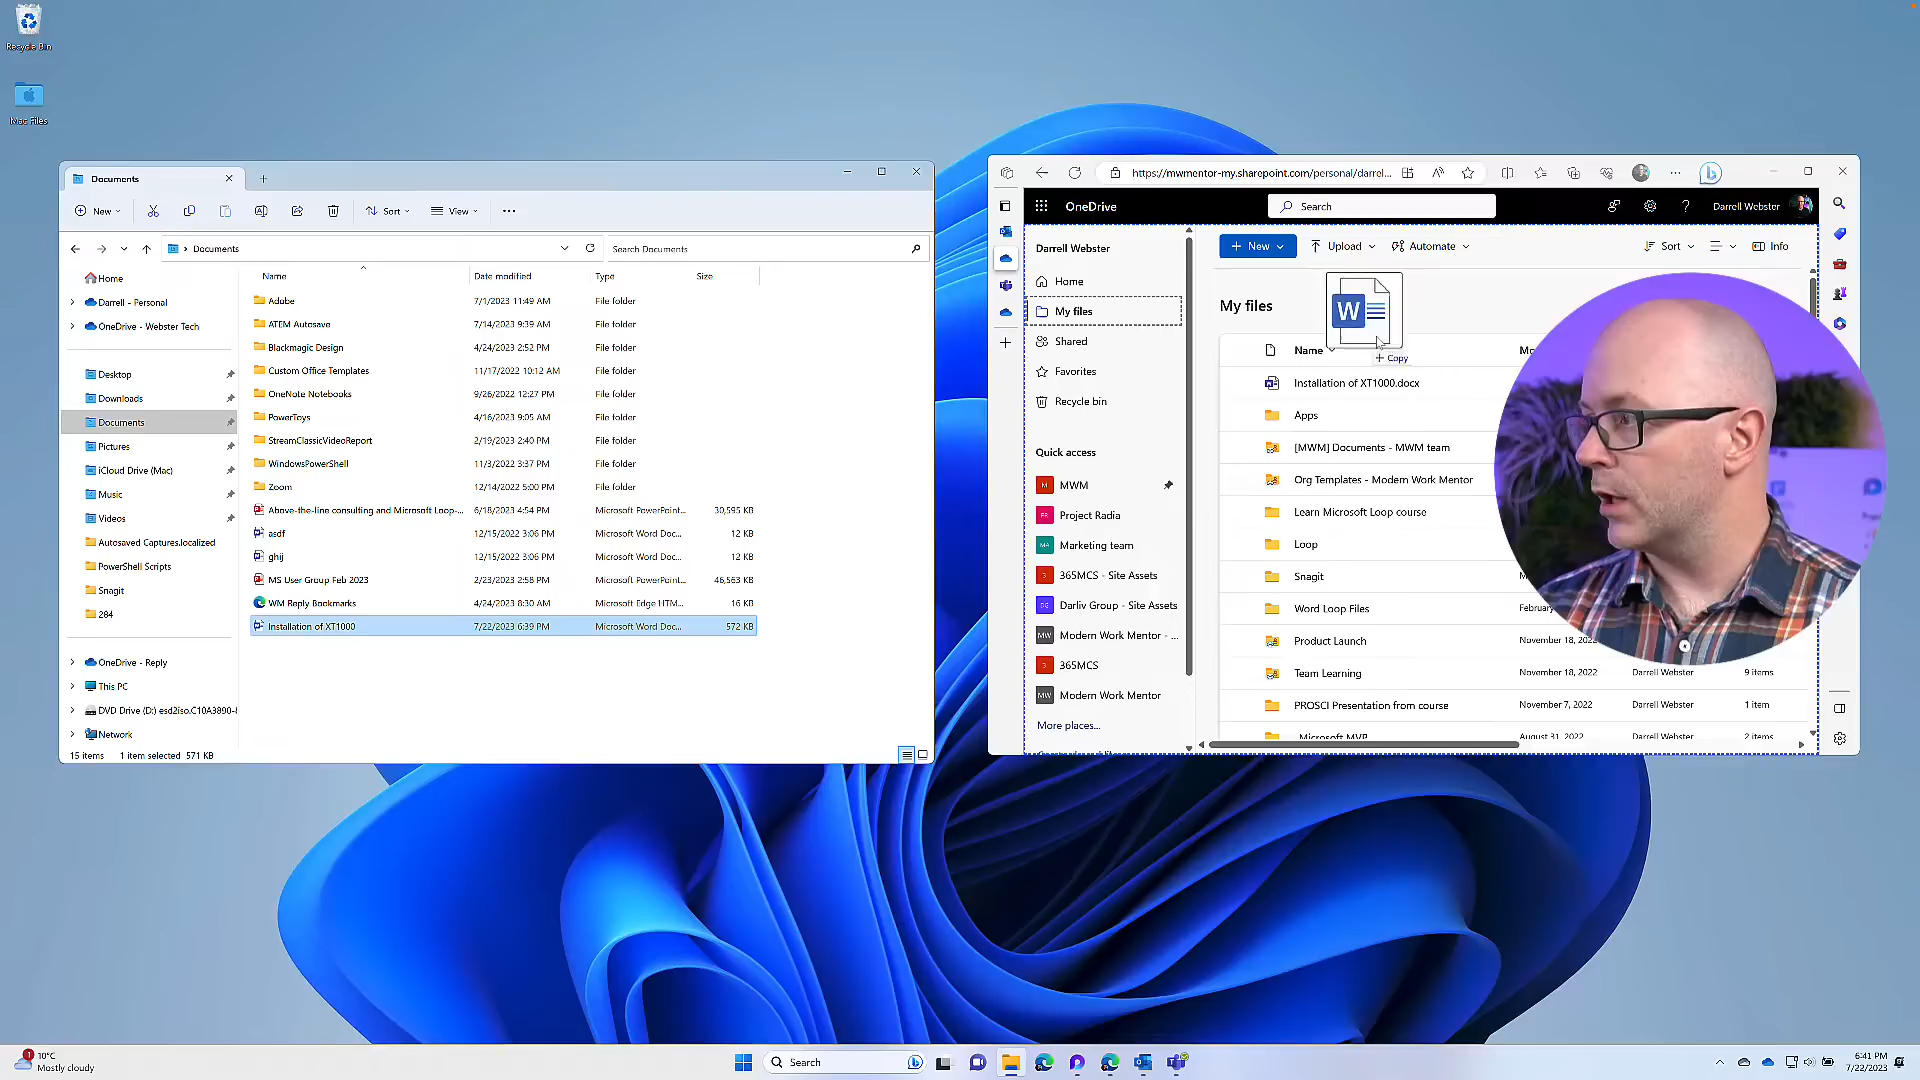 Recycle Bin
iMac Files
Documents
New
Sort
View
Documents
Search Documents
Name
Date modified
Type
Size
Home
Darrell - Personal
OneDrive - Webster Tech
Desktop
Downloads
Documents
Pictures
iCloud Drive (Mac)
Music
Videos
Autosaved Captures.localized
PowerShell Scripts
Snagit
284
OneDrive - Reply
This PC
DVD Drive (D:) esd2iso.C10A3890-
Network
Adobe 7/1/2023 11:49 AM File folder
ATEM Autosave 7/14/2023 9:39 AM File folder
Blackmagic Design 4/24/2023 2:52 PM File folder
Custom Office Templates 11/17/2022 10:12 AM File folder
OneNote Notebooks 9/26/2022 12:27 PM File folder
PowerToys 4/16/2023 9:05 AM File folder
StreamClassicVideoReport 2/19/2023 2:40 PM File folder
WindowsPowerShell 11/3/2022 3:37 PM File folder
Zoom 12/14/2022 5:00 PM File folder
Above-the-line consulting and Microsoft Loop-... 6/18/2023 4:54 PM Microsoft PowerPoint... 30,595 KB
asdf 12/15/2022 3:06 PM Microsoft Word Doc... 12 KB
ghij 12/15/2022 3:06 PM Microsoft Word Doc... 12 KB
MS User Group Feb 2023 2/23/2023 2:58 PM Microsoft PowerPoint... 46,563 KB
WM Reply Bookmarks 4/24/2023 8:30 AM Microsoft Edge HTM... 16 KB
Installation of XT1000 7/22/2023 6:39 PM Microsoft Word Doc... 572 KB
15 items 1 item selected 571 KB
https://mwmentor-my.sharepoint.com/personal/darrel...
OneDrive
Search
Darrell Webster
Darrell Webster
Home
My files
Shared
Favorites
Recycle bin
Quick access
M MWM
PR Project Radia
Marketing team
3 365MCS - Site Assets
DG Darliv Group - Site Assets
MW Modern Work Mentor - ...
3 365MCS
MW Modern Work Mentor
More places...
New
Upload
Automate
Sort
Info
My files
W
Copy
Name
Installation of XT1000.docx
Apps
[MWM] Documents - MWM team
Org Templates - Modern Work Mentor
Learn Microsoft Loop course
Loop
Snagit
Word Loop Files
Product Launch November 18, 2022
Team Learning November 18, 2022 Darrell Webster 9 items
PROSCI Presentation from course November 7, 2022 Darrell Webster 1 item
Microsoft MVP August 31, 2022 Darrell Webster 2 items
1
10°C
Mostly cloudy
Search
6:41 PM
7/22/2023